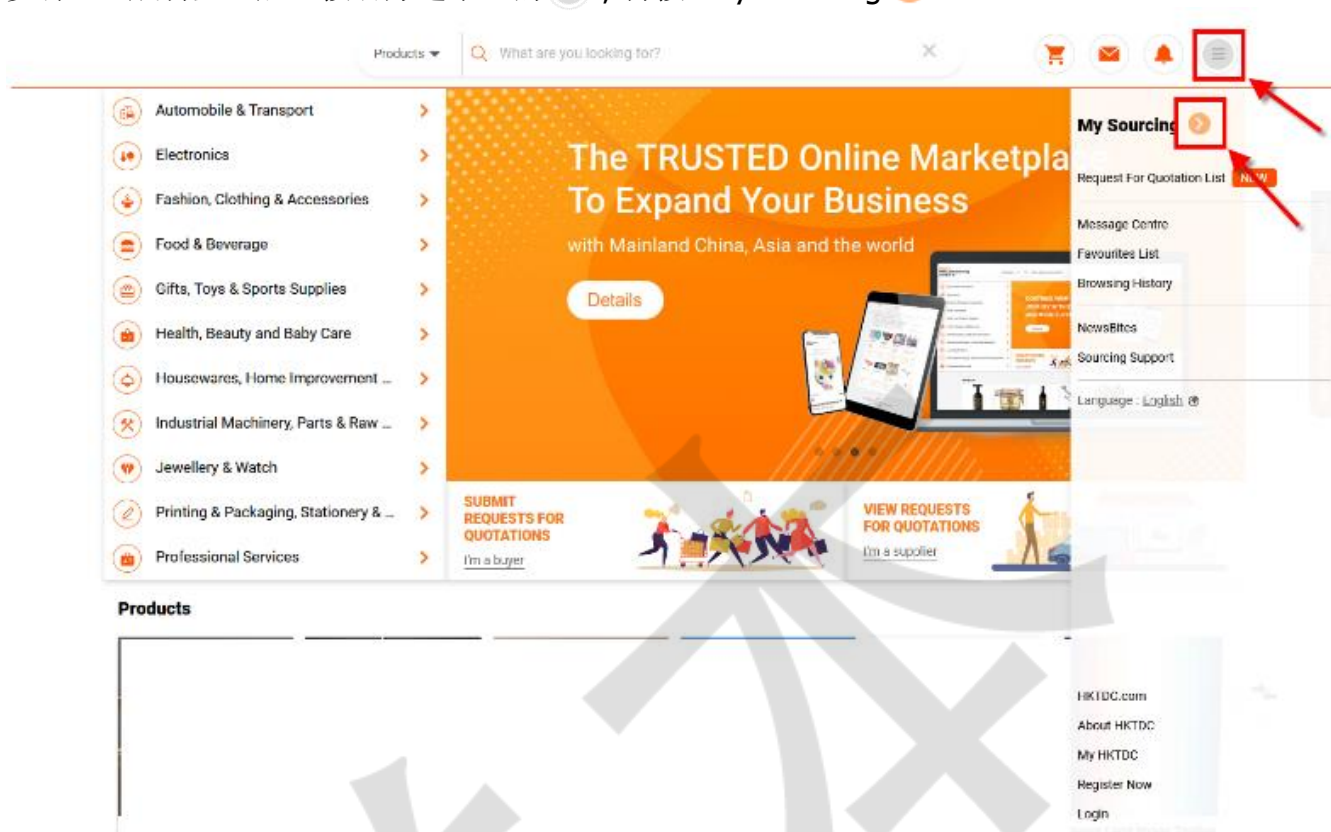 Products
What are you looking for?
Automobile & Transport
Electronics
Fashion, Clothing & Accessories
Food & Beverage
Gifts, Toys & Sports Supplies
Health, Beauty and Baby Care
Housewares, Home Improvement ...
Industrial Machinery, Parts & Raw ...
Jewellery & Watch
Printing & Packaging, Stationery & ...
Professional Services
The TRUSTED Online Marketplace
To Expand Your Business
with Mainland China, Asia and the world
Details
SUBMIT
REQUESTS FOR
QUOTATIONS
I'm a buyer
VIEW REQUESTS
FOR QUOTATIONS
I'm a supplier
My Sourcing
Request For Quotation List NEW
Message Centre
Favourites List
Browsing History
NewsBites
Sourcing Support
Language : English
Products
HKTDC.com
About HKTDC
My HKTDC
Register Now
Login